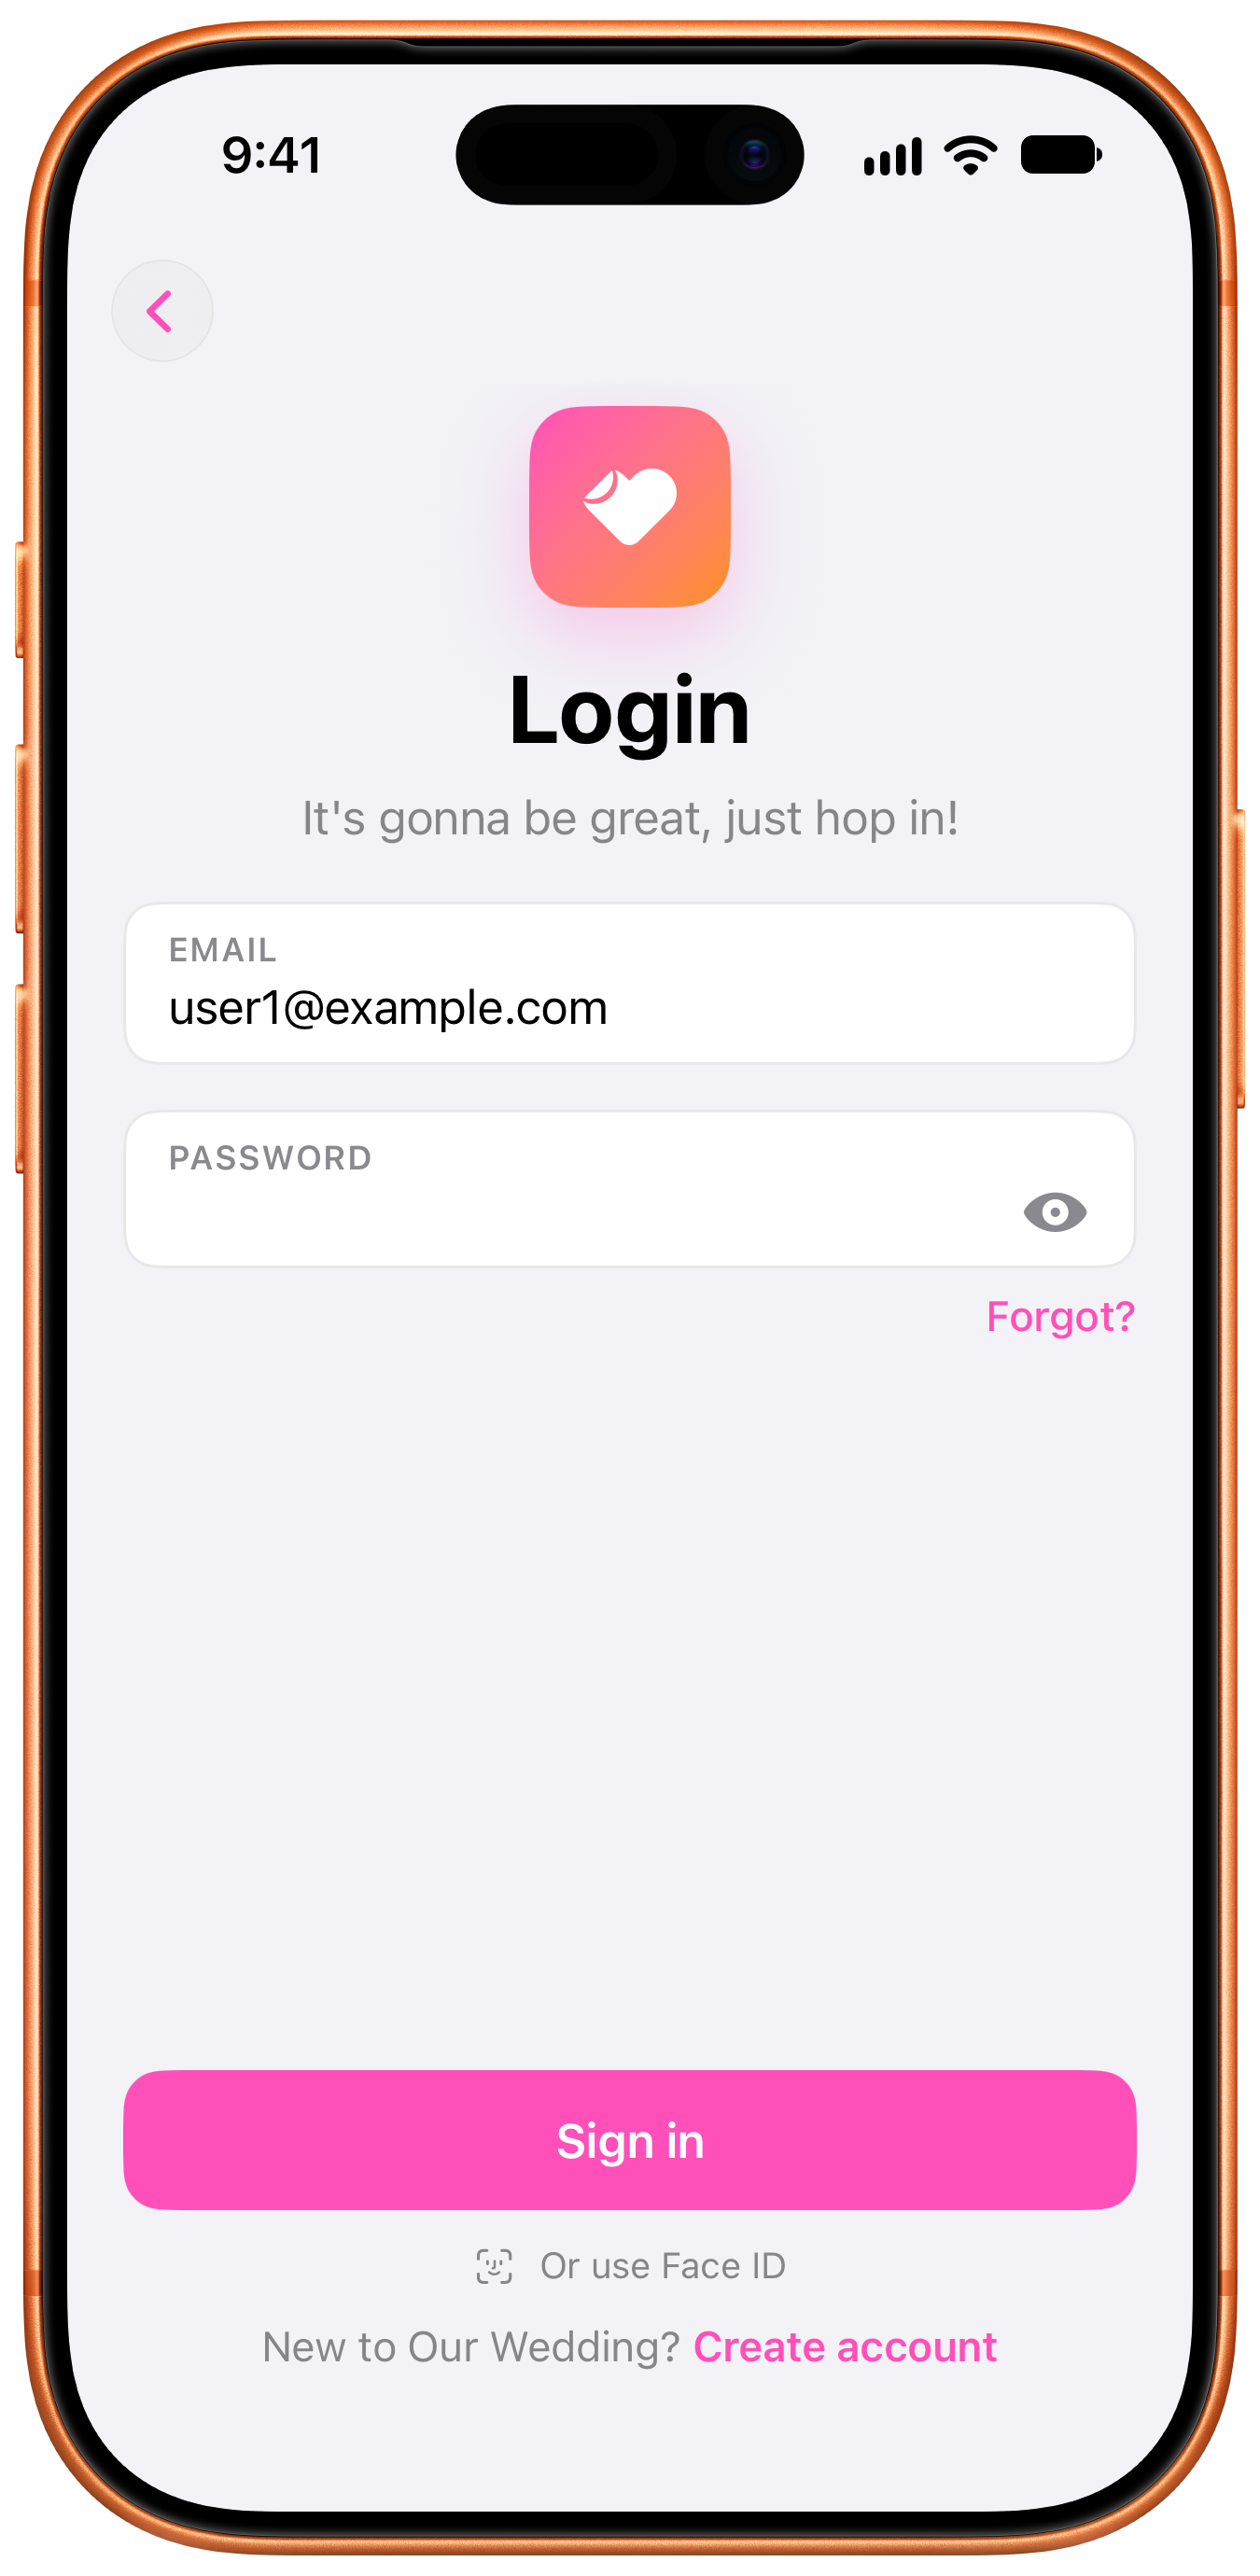 9:41
Login
It's gonna be great, just hop in!
EMAIL
user1@example.com
PASSWORD
Forgot?
Sign in
Or use Face ID
New to Our Wedding? Create account